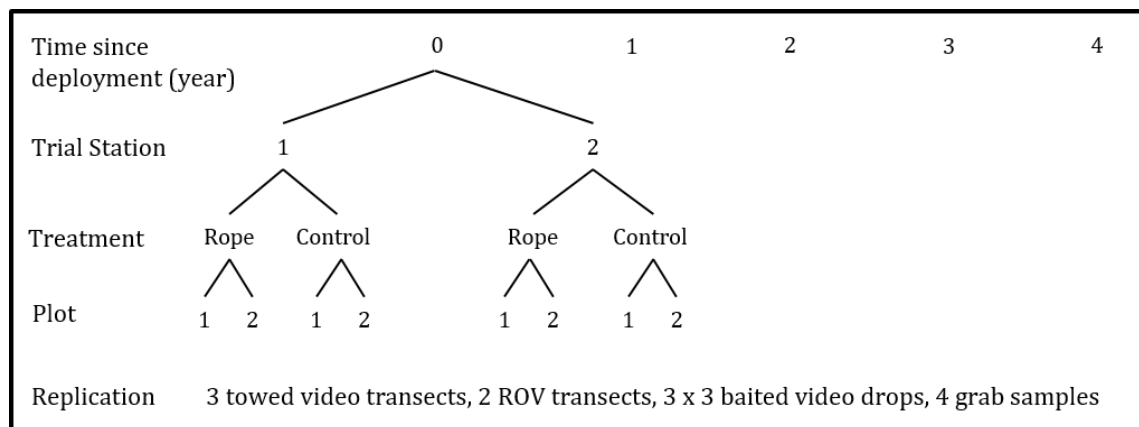 Time since 0 1 2 3 4
deployment (year)
Trial Station 1 2
Treatment Rope Control Rope Control
Plot 1 2 1 2 1 2 1 2
Replication 3 towed video transects, 2 ROV transects, 3 x 3 baited video drops, 4 grab samples